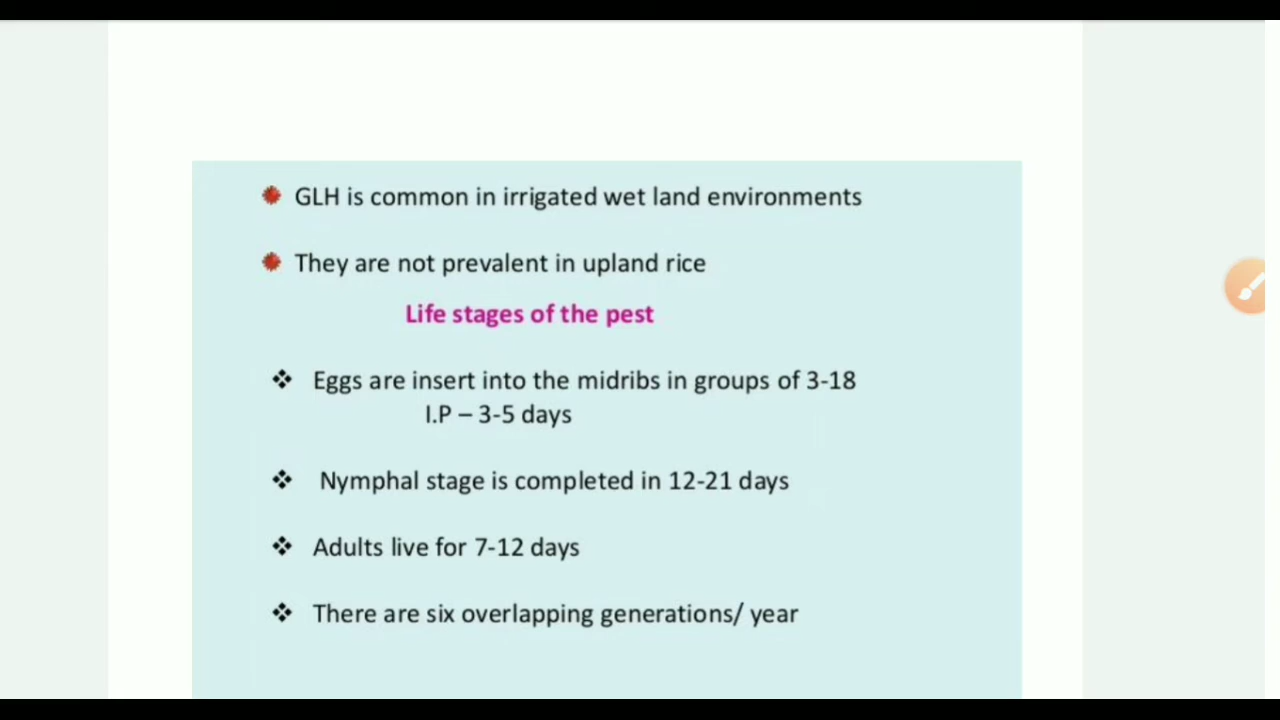 GLH is common in irrigated wet land environments
They are not prevalent in upland rice
Life stages of the pest
Eggs are insert into the midribs in groups of 3-18
I.P – 3-5 days
Nymphal stage is completed in 12-21 days
Adults live for 7-12 days
There are six overlapping generations/ year